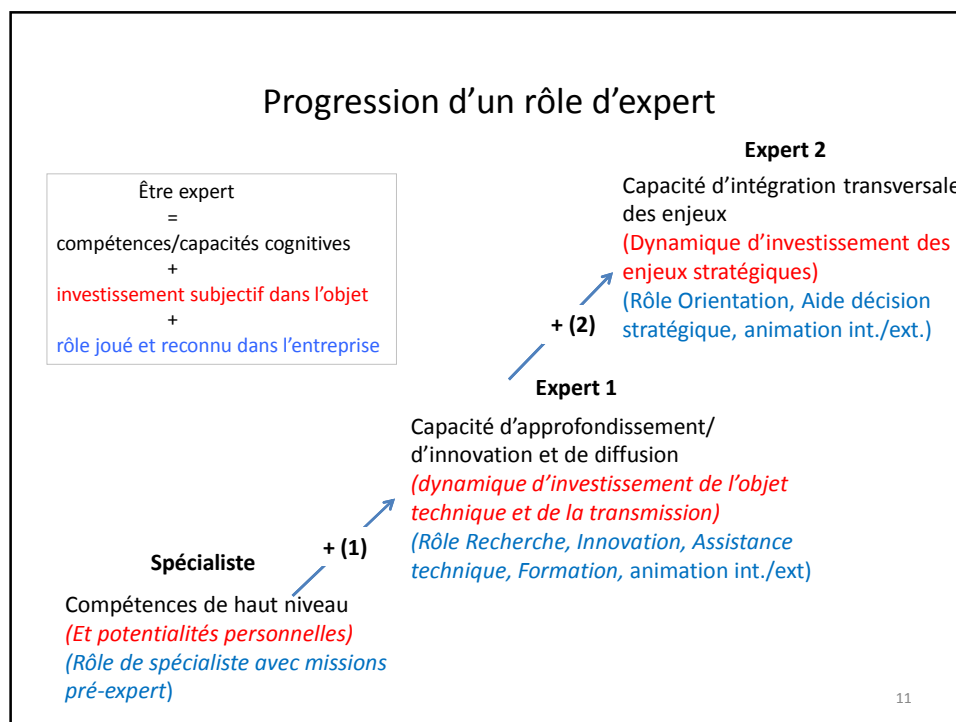 Progression d’un rôle d’expert
Être expert
=
compétences/capacités cognitives
+
investissement subjectif dans l’objet
+
rôle joué et reconnu dans l’entreprise
Expert 2
Capacité d’intégration transversale
des enjeux
(Dynamique d’investissement des
enjeux stratégiques)
(Rôle Orientation, Aide décision
stratégique, animation int./ext.)
+ (2)
Expert 1
Capacité d’approfondissement/
d’innovation et de diffusion
(dynamique d’investissement de l’objet
technique et de la transmission)
(Rôle Recherche, Innovation, Assistance
technique, Formation, animation int./ext)
+ (1)
Spécialiste
Compétences de haut niveau
(Et potentialités personnelles)
(Rôle de spécialiste avec missions
pré-expert)
11